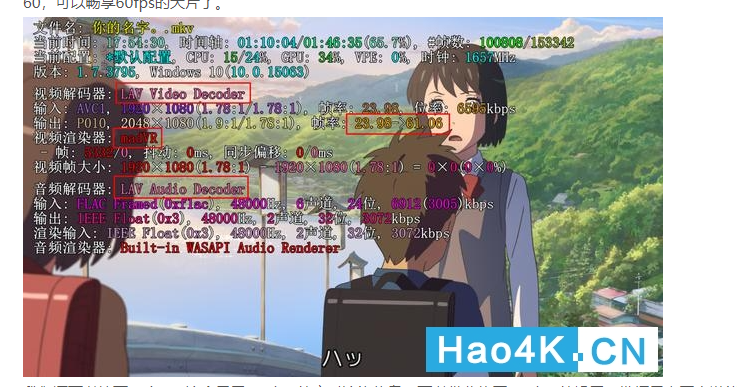 60，可以畅享60fps的大片了。
文件名: 你的名字。.mkv
当前时间: 17:54:30, 时间轴: 01:10:04/01:46:35(65.7%), #帧数: 100808/153342
当前配置: *默认配置, CPU: 15/24%, GPU: 34%, VPE: 0%, 时钟: 1657MHz
版本: 1.7.3795, Windows 10(10.0.15063)
视频解码器: LAV Video Decoder
输入: AVC1, 1920×1080(1.78:1/1.78:1), 帧率: 23.98, 位率: 6595kbps
输出: P010, 2048×1080(1.9:1/1.78:1), 帧率: 23.98->61.06
视频渲染器: madVR
- 帧: /0, 抖动: 0ms, 同步偏移: 0/0ms
视频帧大小: 1920×1080(1.78:1) - 1920×1080(1.78:1) = 0×0(0×0%)
音频解码器: LAV Audio Decoder
输入: FLAC Framed(0xflac), 48000Hz, 6声道, 24位, 6912(3005)kbps
输出: IEEE Float(0x3), 48000Hz, 2声道, 32位, 3072kbps
渲染输入: IEEE Float(0x3), 48000Hz, 2声道, 32位, 3072kbps
音频渲染器: Built-in WASAPI Audio Renderer
ハッ
Hao4K.CN